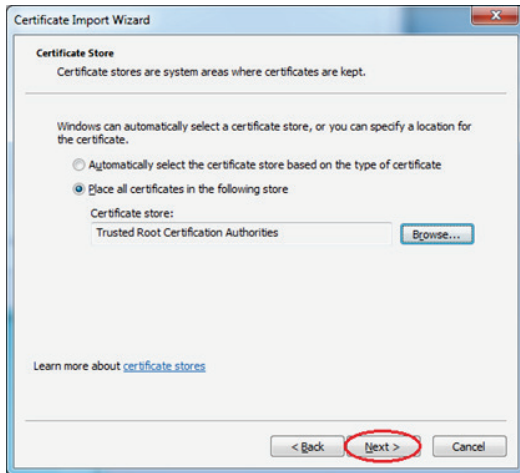 Certificate Import Wizard
Certificate Store
Certificate stores are system areas where certificates are kept.
Windows can automatically select a certificate store, or you can specify a location for
the certificate.
Automatically select the certificate store based on the type of certificate
Place all certificates in the following store
Certificate store:
Trusted Root Certification Authorities
Browse...
Learn more about certificate stores
< Back
Next >
Cancel